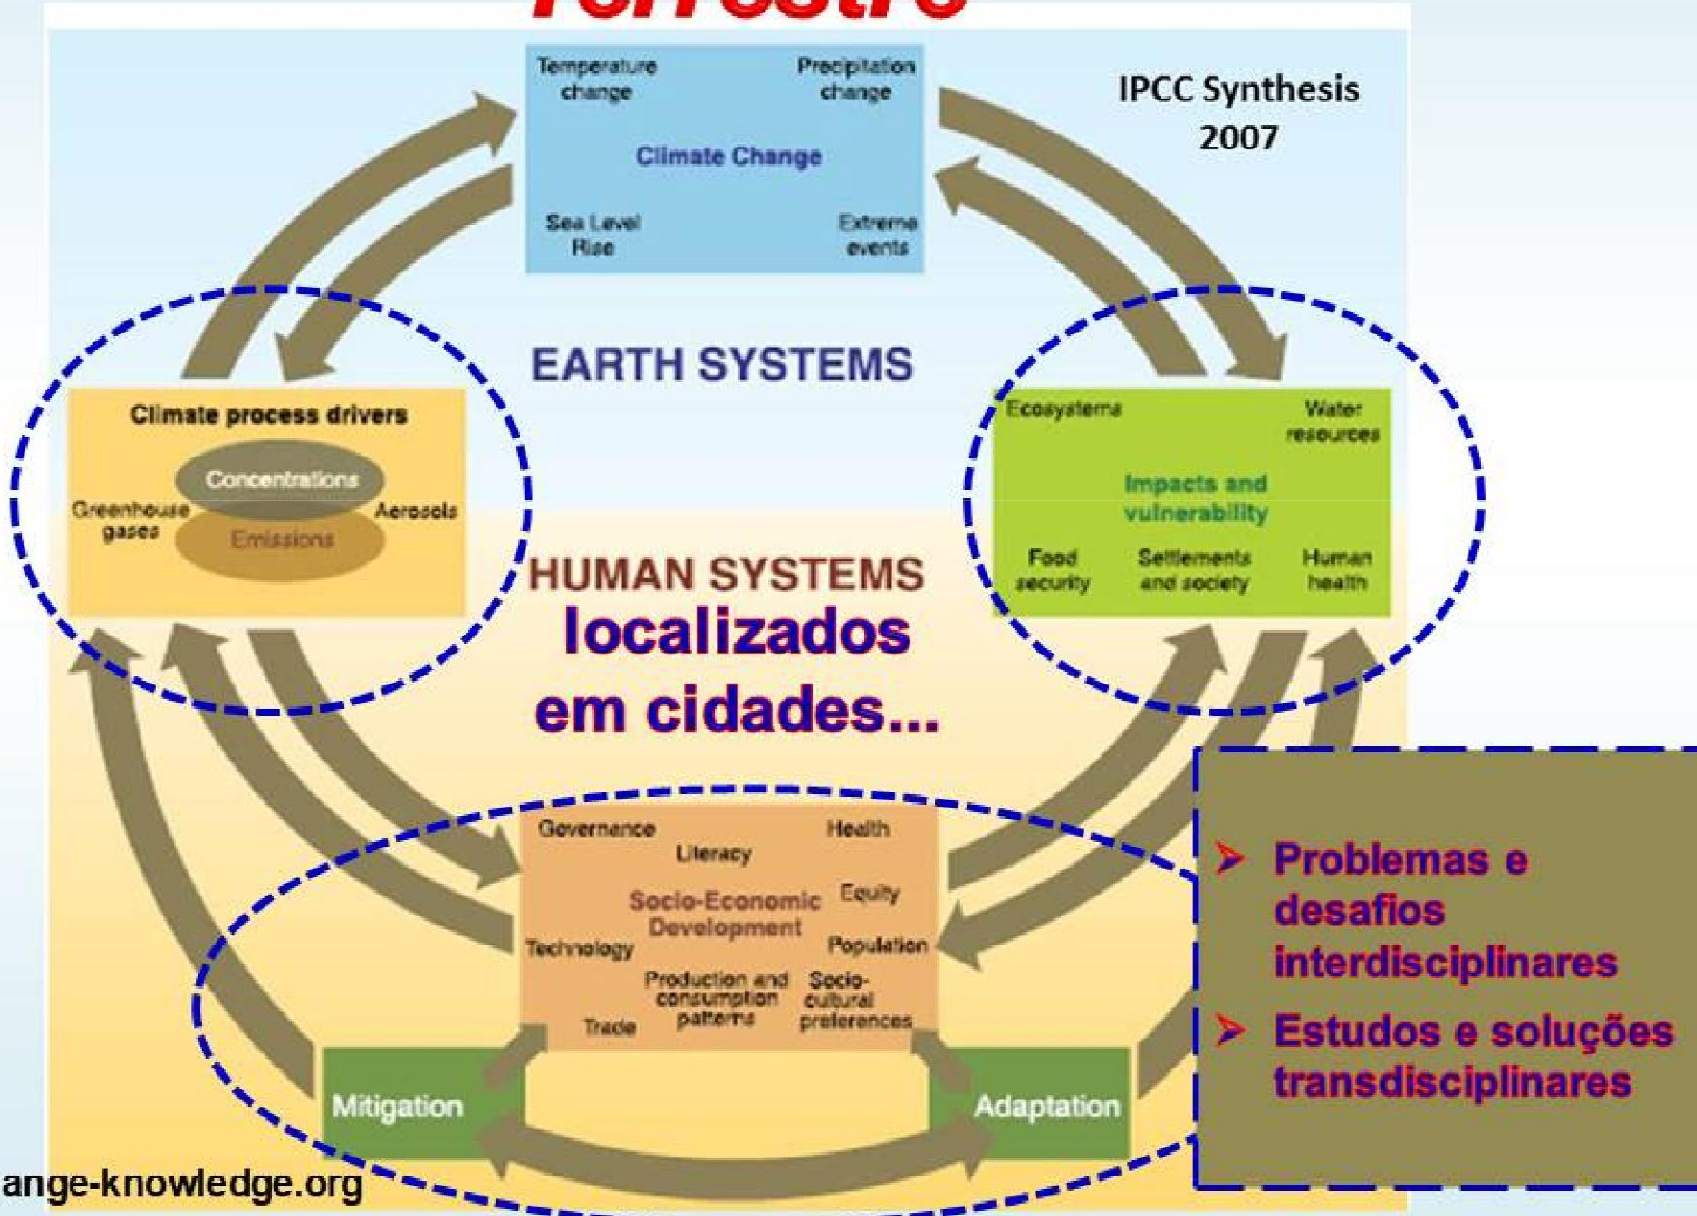 Terrestre
Temperature
change
Precipitation
change
Climate Change
Sea Level
Rise
Extreme
events
IPCC Synthesis
2007
EARTH SYSTEMS
Climate process drivers
Concentrations
Greenhouse
gases
Aerosols
Emissions
Ecosystems
Water
resources
Impacts and
vulnerability
Food
security
Settlements
and society
Human
health
HUMAN SYSTEMS
localizados
em cidades...
Governance
Health
Literacy
Socio-Economic
Development
Equity
Technology
Population
Production and
consumption
patterns
Socio-
cultural
preferences
Trade
Mitigation
Adaptation
➢ Problemas e
desafios
interdisciplinares
➢ Estudos e soluções
transdisciplinares
ange-knowledge.org